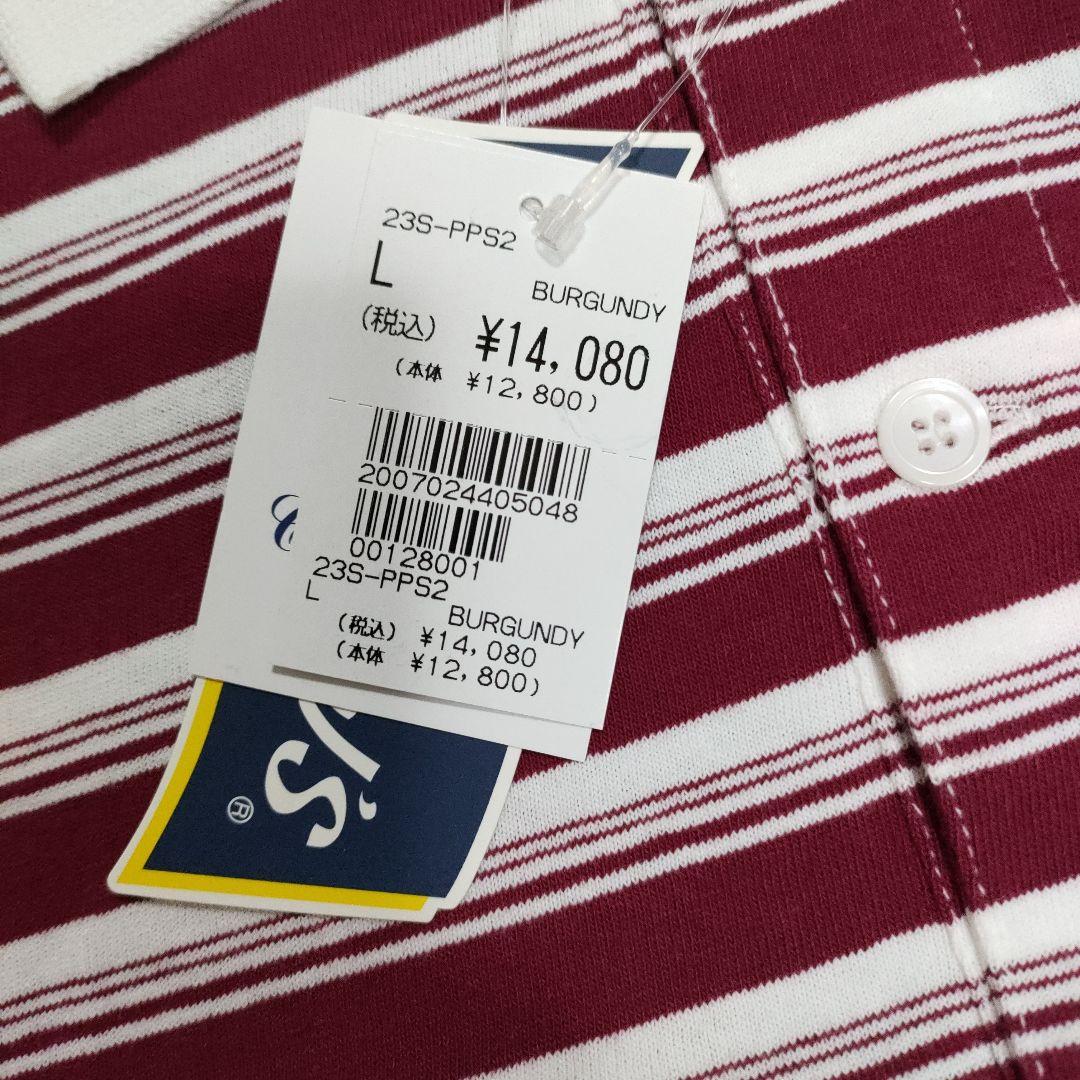 23S-PPS2
L
BURGUNDY
(税込) ¥14,080
(本体 ¥12,800)
2007024405048
00128001
23S-PPS2
L
BURGUNDY
(税込) ¥14,080
(本体 ¥12,800)
's
®